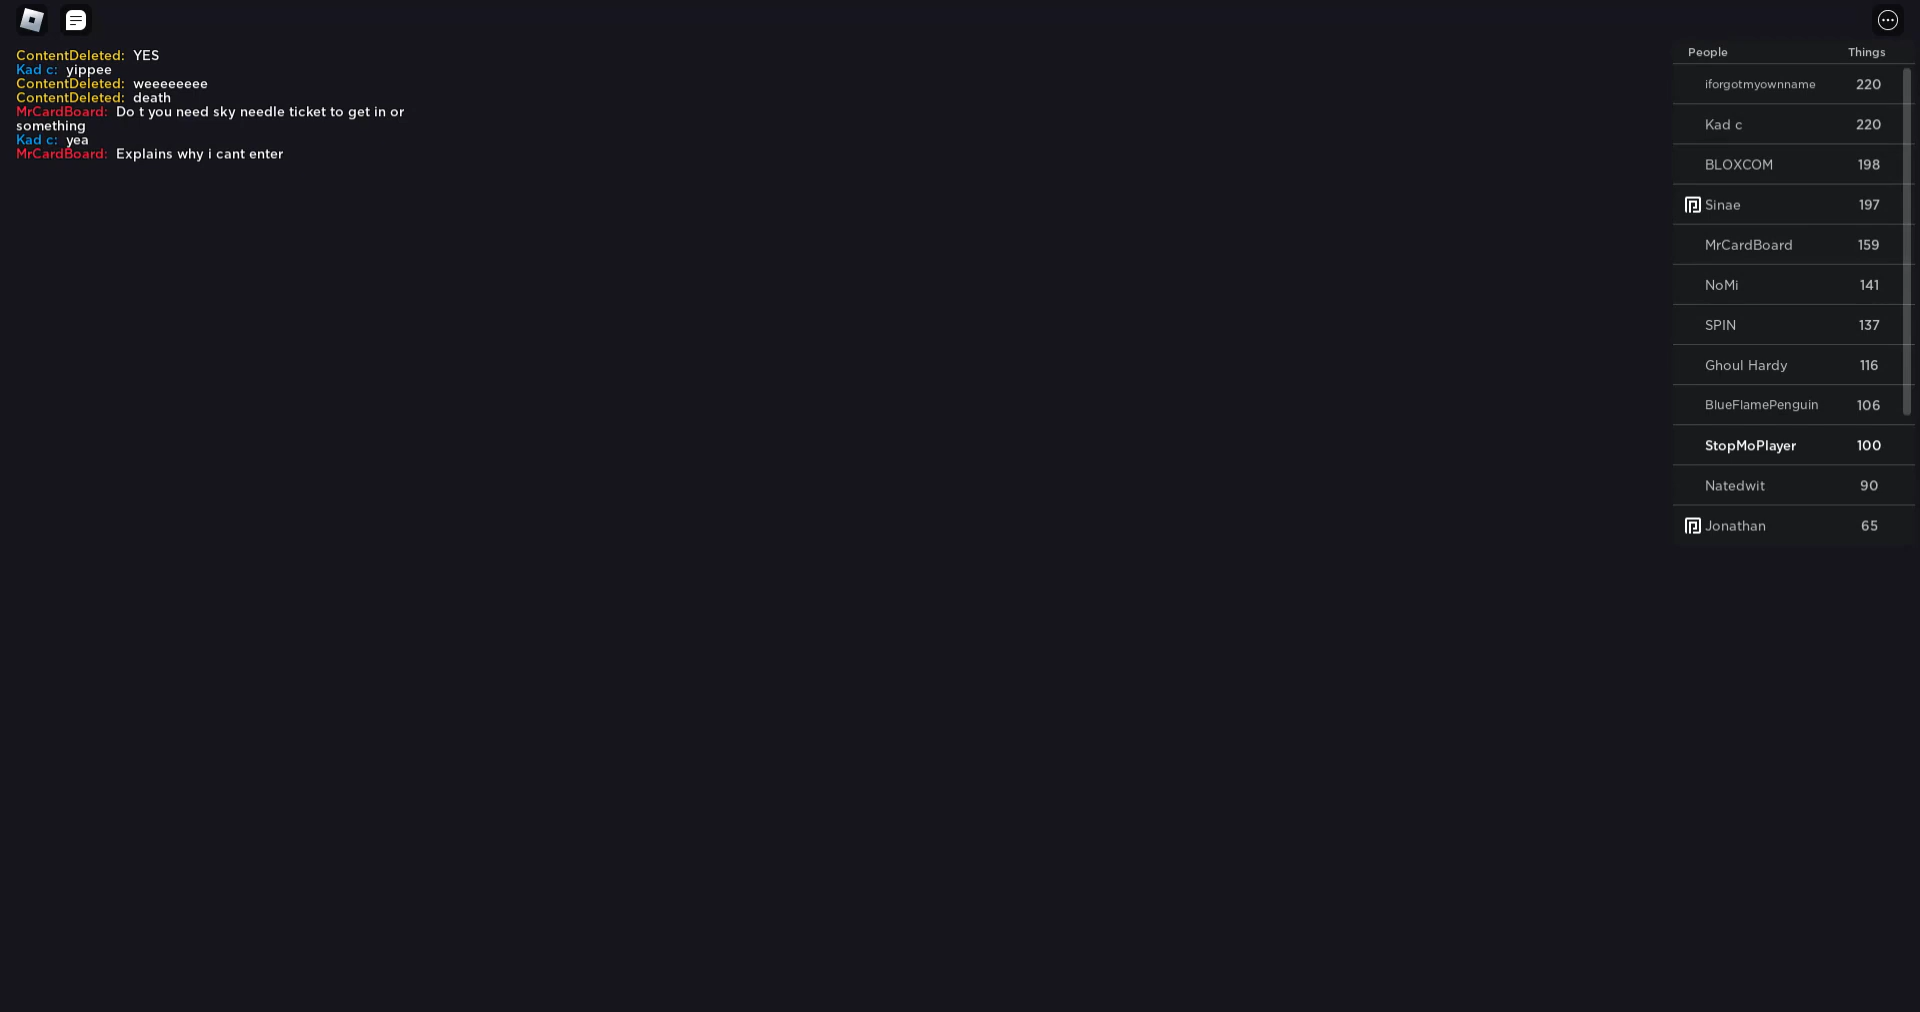 ContentDeleted: YES
Kad c: yippee
ContentDeleted: weeeeeeee
ContentDeleted: death
MrCardBoard: Do t you need sky needle ticket to get in or
something
Kad c: yea
MrCardBoard: Explains why i cant enter
People Things
iforgotmyownname 220
Kad c 220
BLOXCOM 198
Sinae 197
MrCardBoard 159
NoMi 141
SPIN 137
Ghoul Hardy 116
BlueFlamePenguin 106
StopMoPlayer 100
Natedwit 90
Jonathan 65